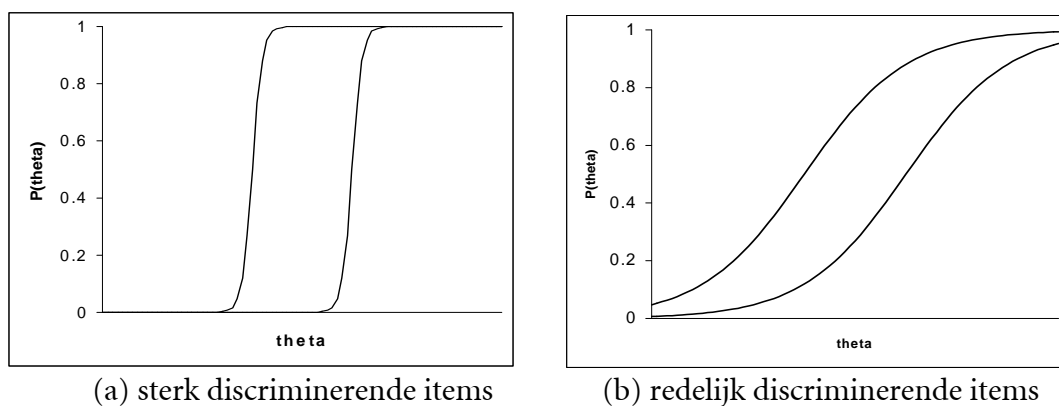 1
0.8
0.6
0.4
0.2
0
P(theta)
theta
(a) sterk discriminerende items
1
0.8
0.6
0.4
0.2
0
P(theta)
theta
(b) redelijk discriminerende items